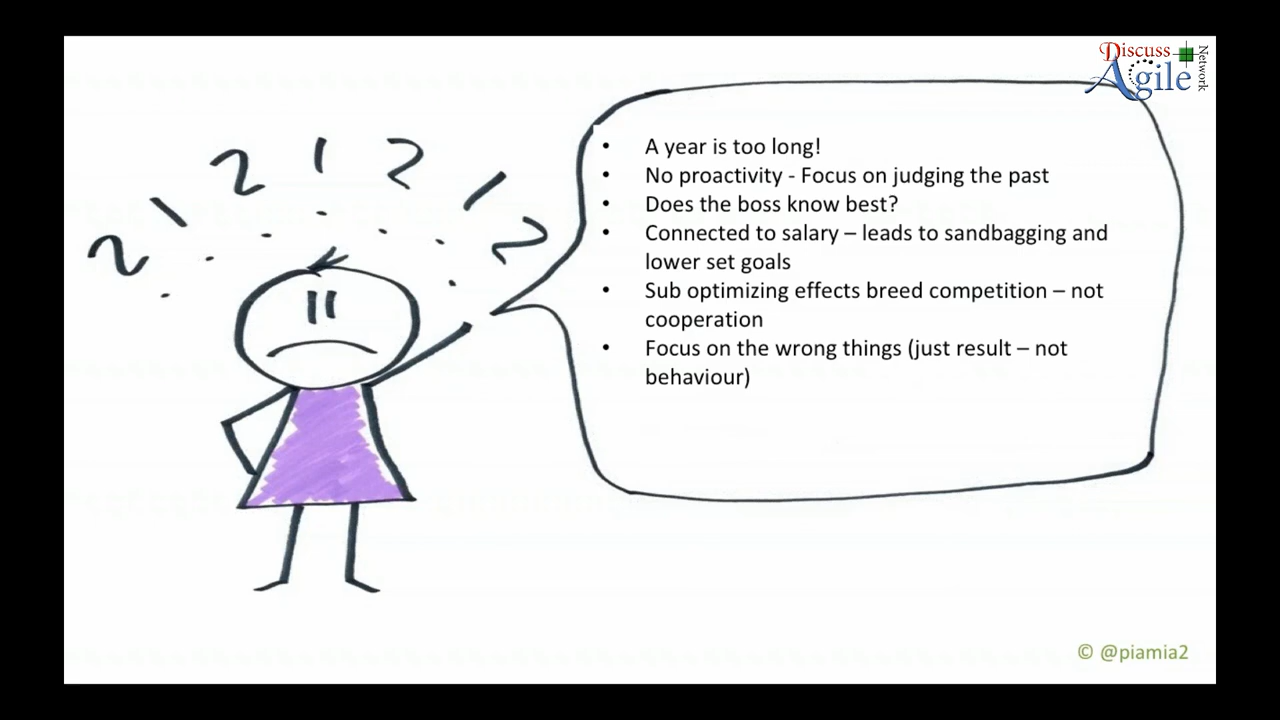 Discuss
Agile
Network
? ! ? ! ? ! ?
• A year is too long!
• No proactivity - Focus on judging the past
• Does the boss know best?
• Connected to salary – leads to sandbagging and
lower set goals
• Sub optimizing effects breed competition – not
cooperation
• Focus on the wrong things (just result – not
behaviour)
© @piamia2